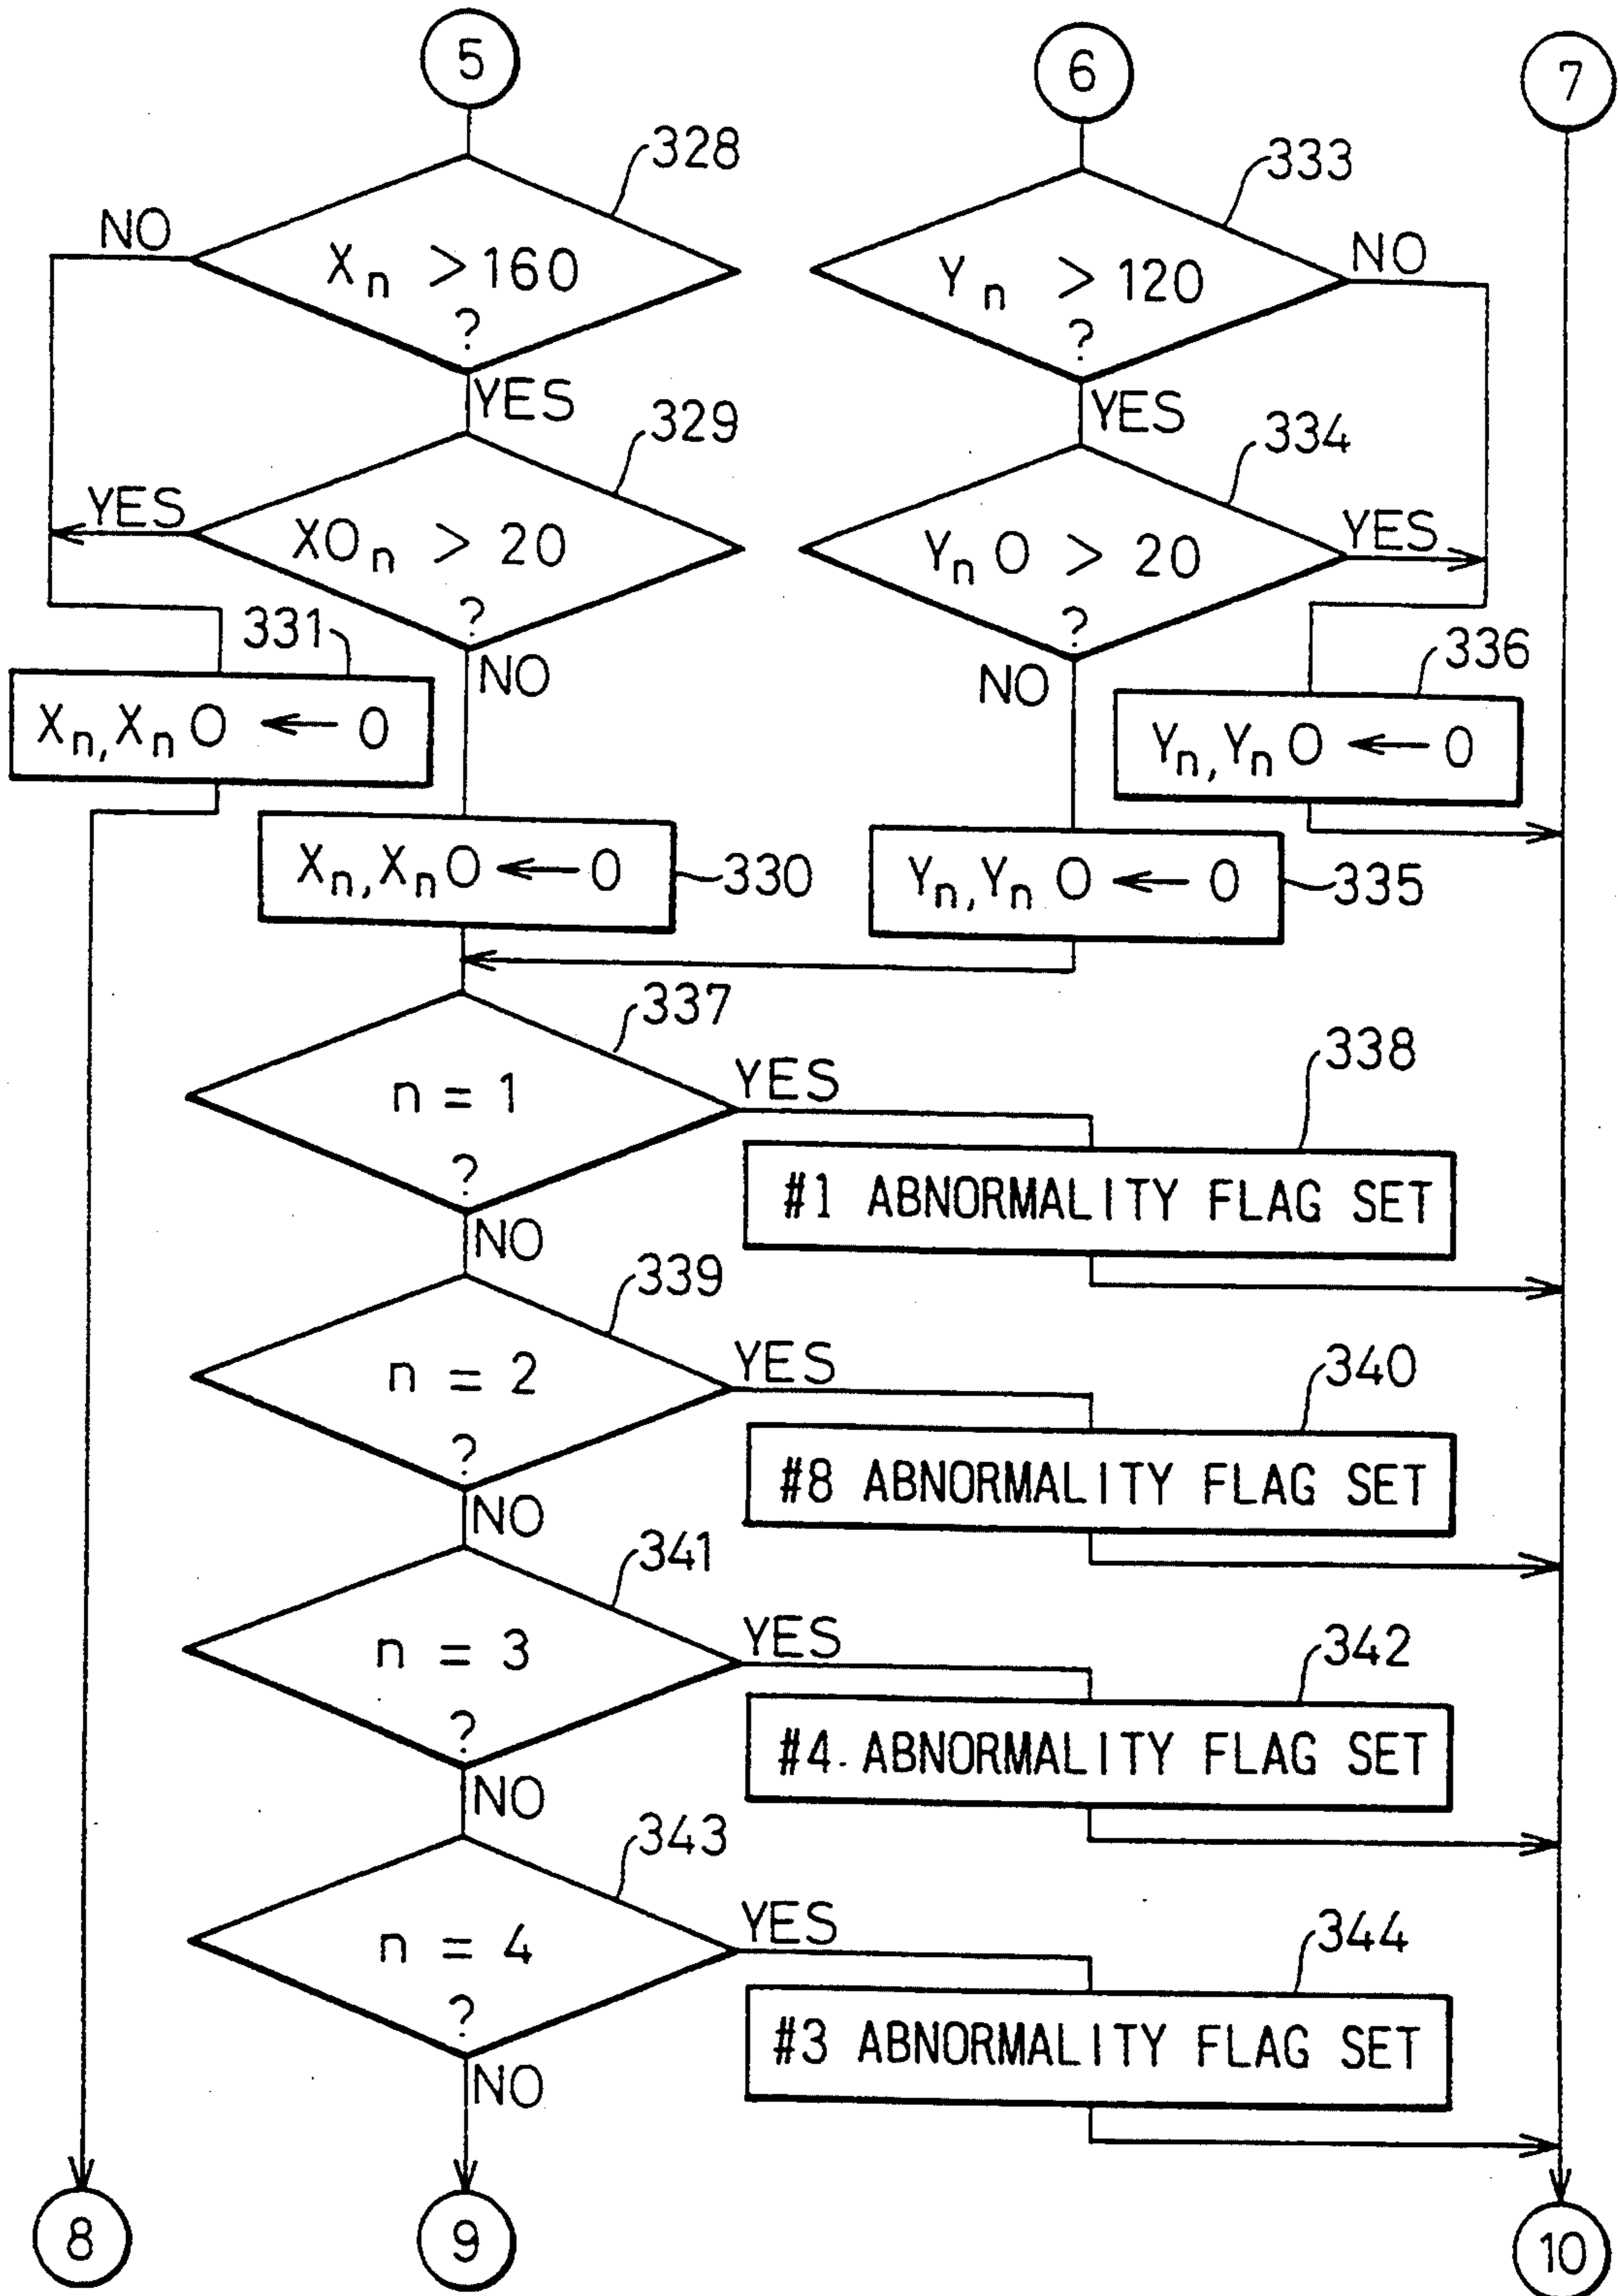 5
6
7
328
333
NO
Xn > 160
?
Yn > 120
?
NO
YES
YES
329
334
YES
XOn > 20
?
YnO > 20
?
YES
331
NO
NO
336
Xn, XnO ← 0
Yn, YnO ← 0
Xn, XnO ← 0
330
Yn, YnO ← 0
335
337
n = 1
?
YES
338
#1 ABNORMALITY FLAG SET
NO
339
n = 2
?
YES
340
#8 ABNORMALITY FLAG SET
NO
341
n = 3
?
YES
342
#4 ABNORMALITY FLAG SET
NO
343
n = 4
?
YES
344
#3 ABNORMALITY FLAG SET
NO
8
9
10